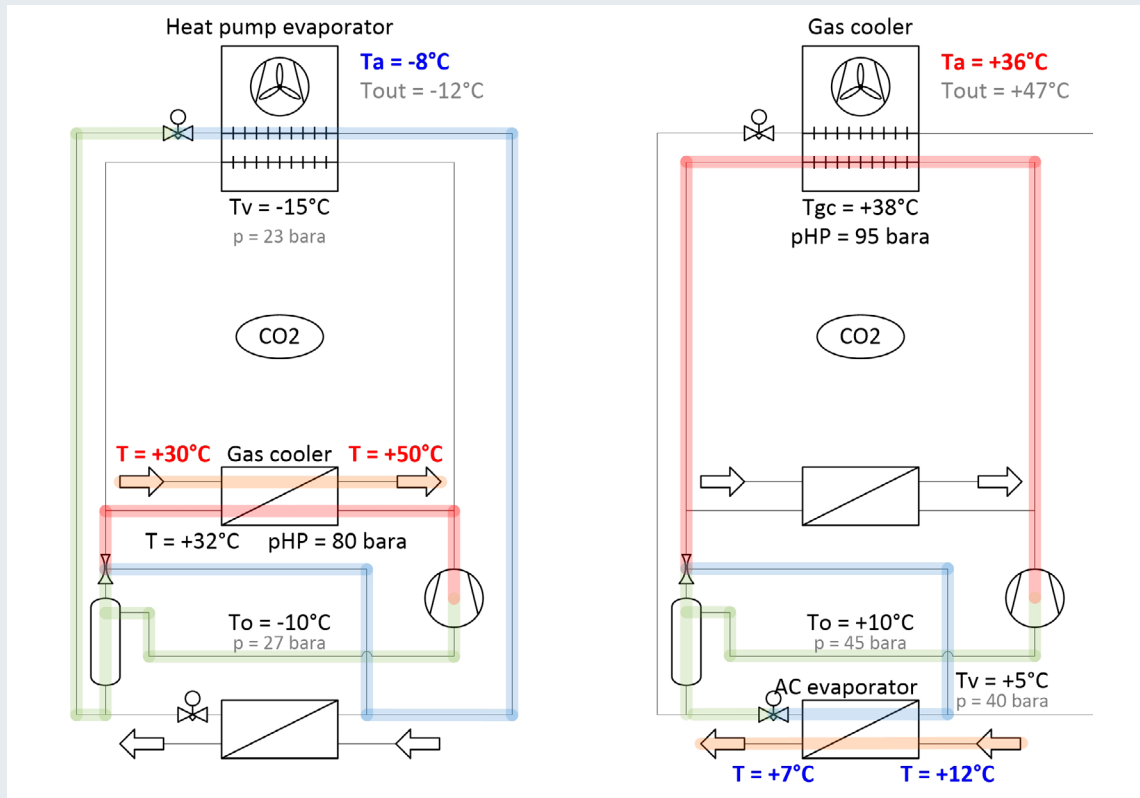 Heat pump evaporator
Ta = -8°C
Tout = -12°C
Tv = -15°C
p = 23 bara
CO2
T = +30°C Gas cooler T = +50°C
T = +32°C pHP = 80 bara
To = -10°C
p = 27 bara
Gas cooler
Ta = +36°C
Tout = +47°C
Tgc = +38°C
pHP = 95 bara
CO2
To = +10°C
p = 45 bara
AC evaporator
Tv = +5°C
p = 40 bara
T = +7°C T = +12°C